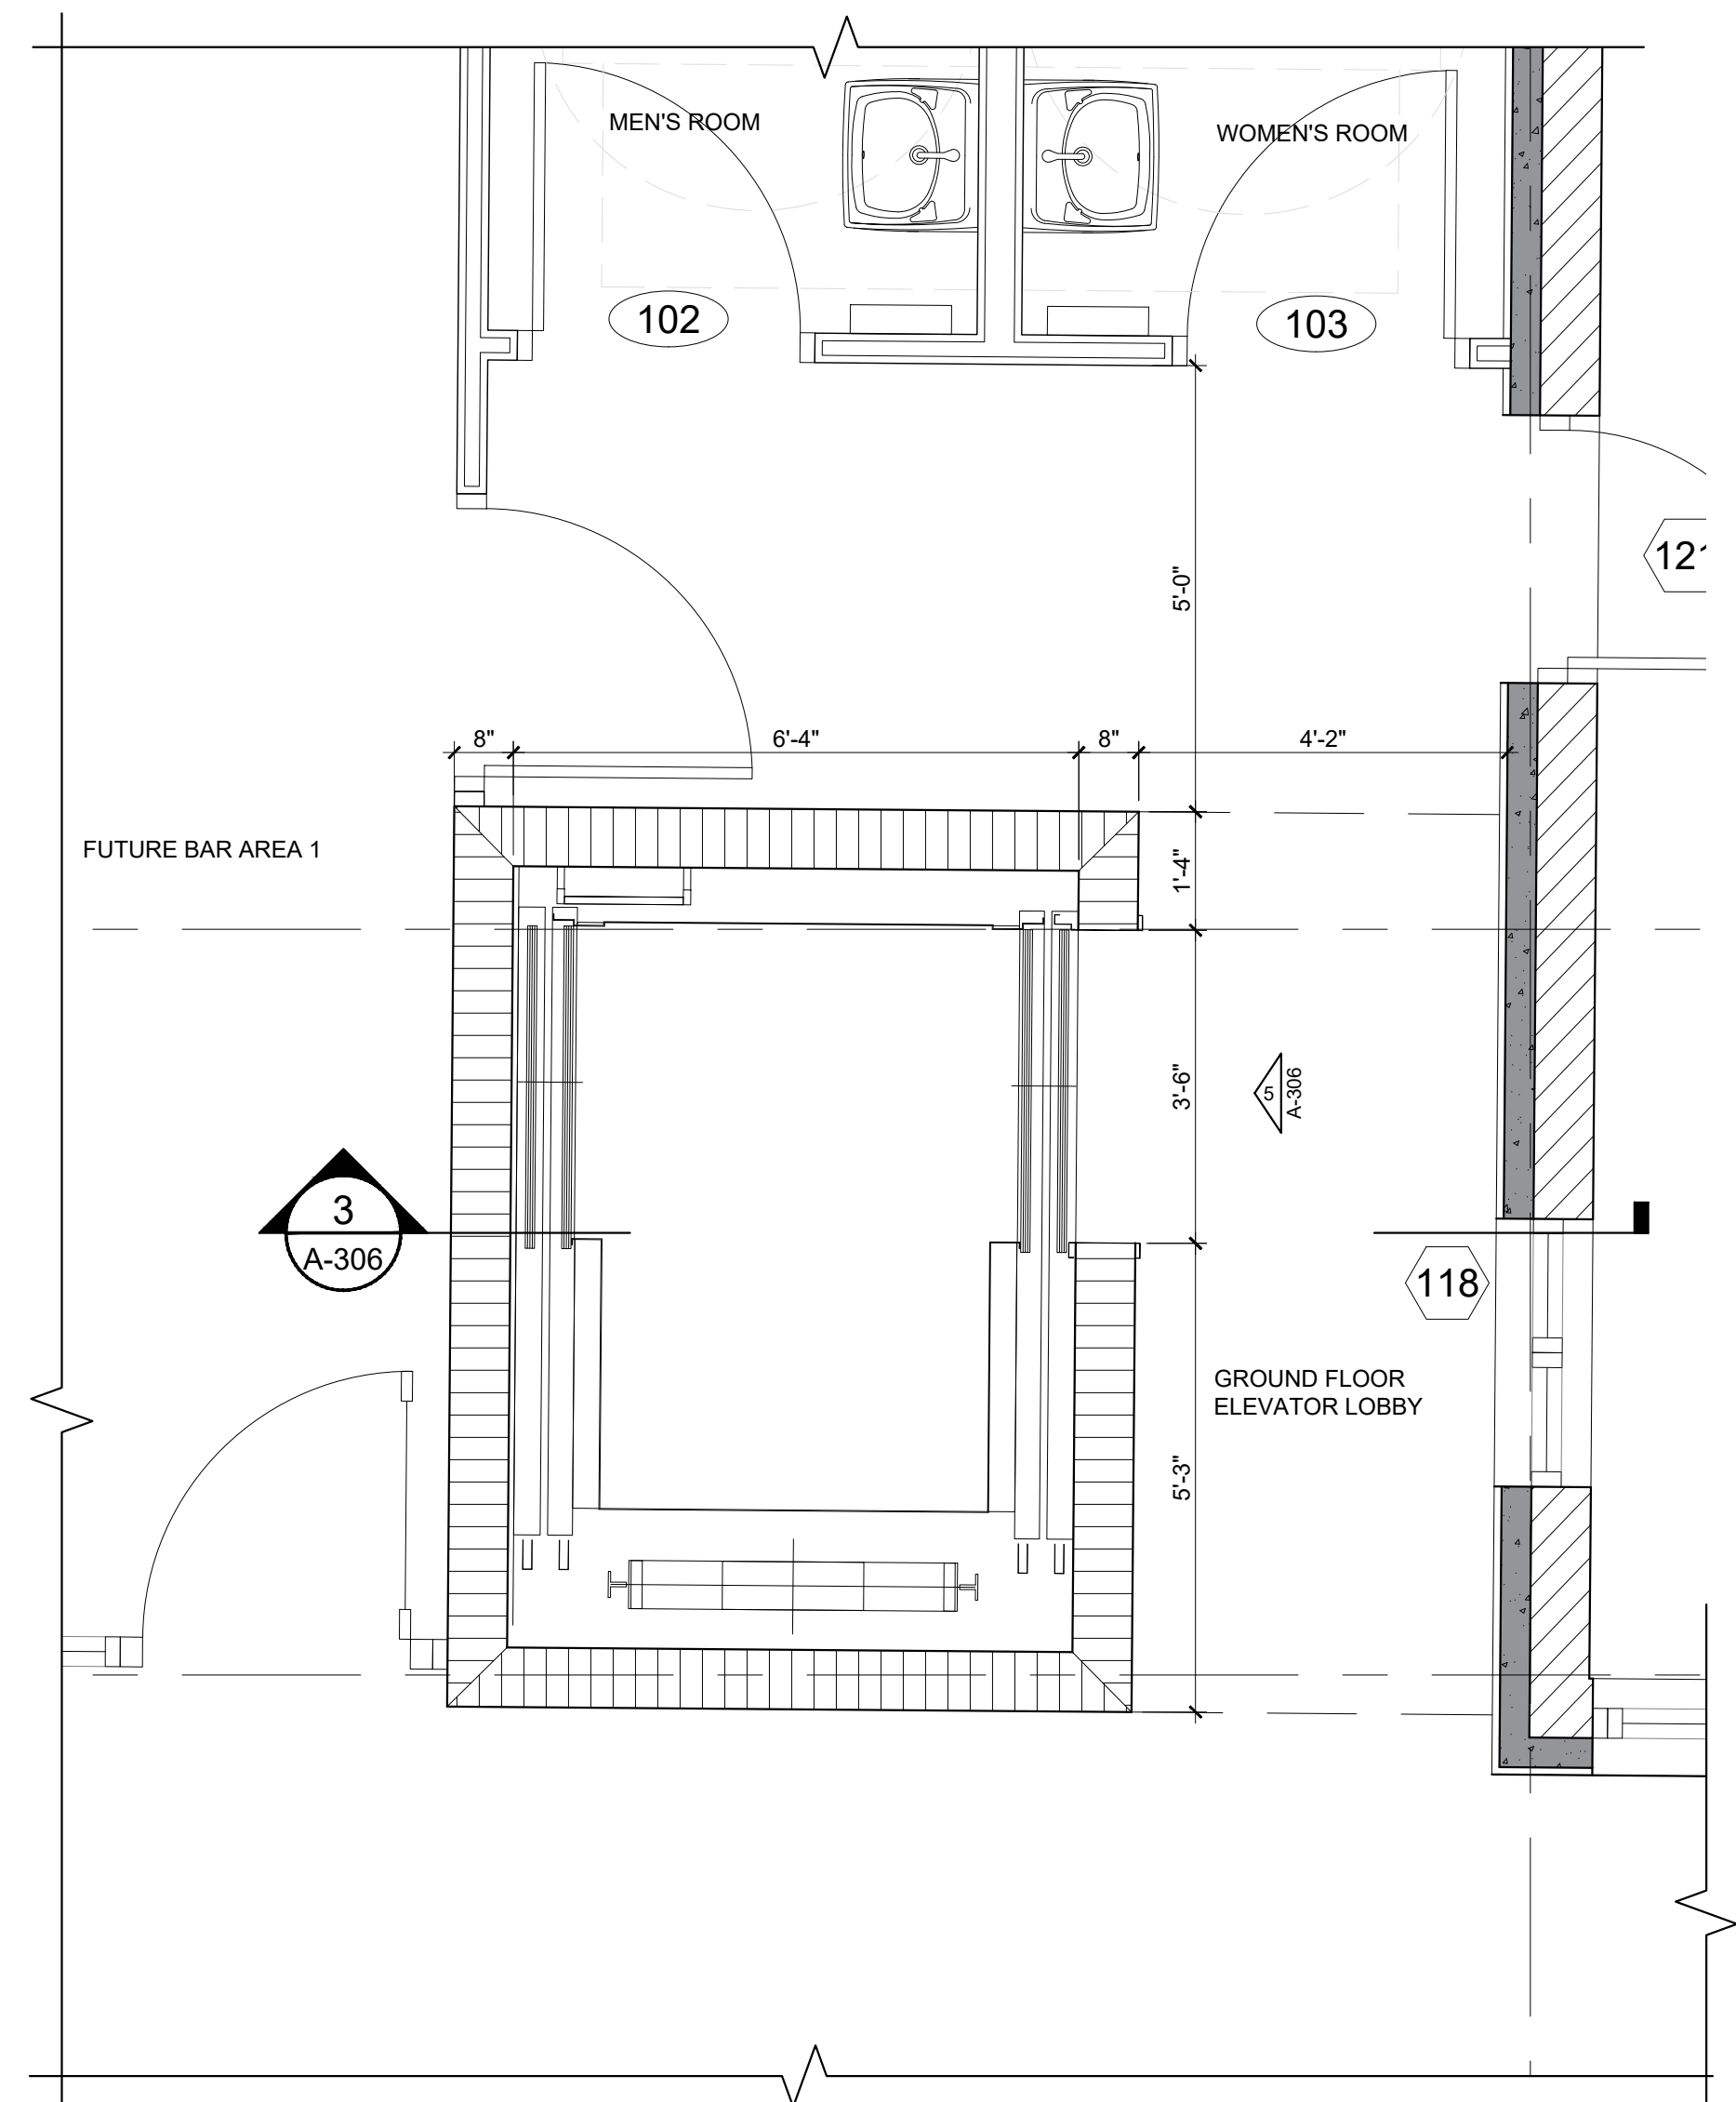 MEN'S ROOM
WOMEN'S ROOM
102
103
5'-0"
121
8"
6'-4"
8"
4'-2"
FUTURE BAR AREA 1
1'-4"
3'-6"
5
A-306
3
A-306
118
GROUND FLOOR
ELEVATOR LOBBY
5'-3"